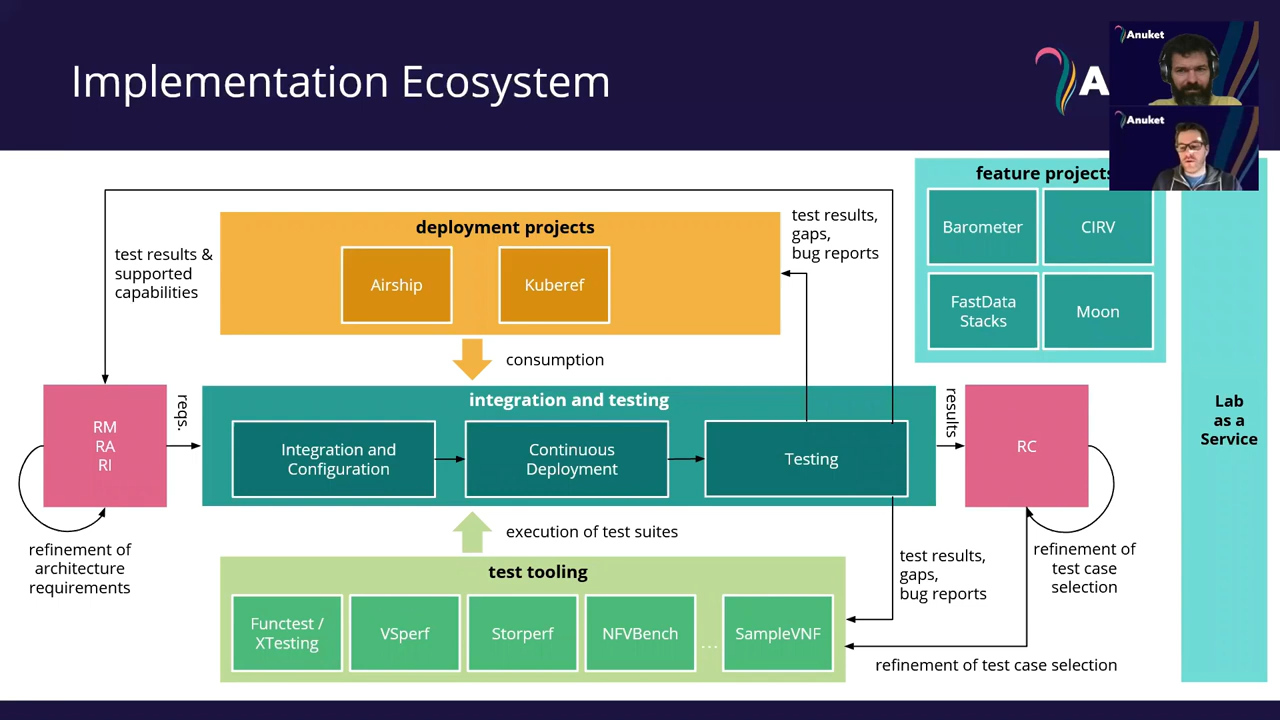 Implementation Ecosystem
A
Anuket
Anuket
feature projects
Barometer
CIRV
FastData
Stacks
Moon
Lab
as a
Service
test results &
supported
capabilities
deployment projects
Airship
Kuberef
test results,
gaps,
bug reports
consumption
RM
RA
RI
reqs.
integration and testing
Integration and
Configuration
Continuous
Deployment
Testing
results
RC
refinement of
architecture
requirements
execution of test suites
test tooling
Functest /
XTesting
VSperf
Storperf
NFVBench
...
SampleVNF
test results,
gaps,
bug reports
refinement of
test case
selection
refinement of test case selection